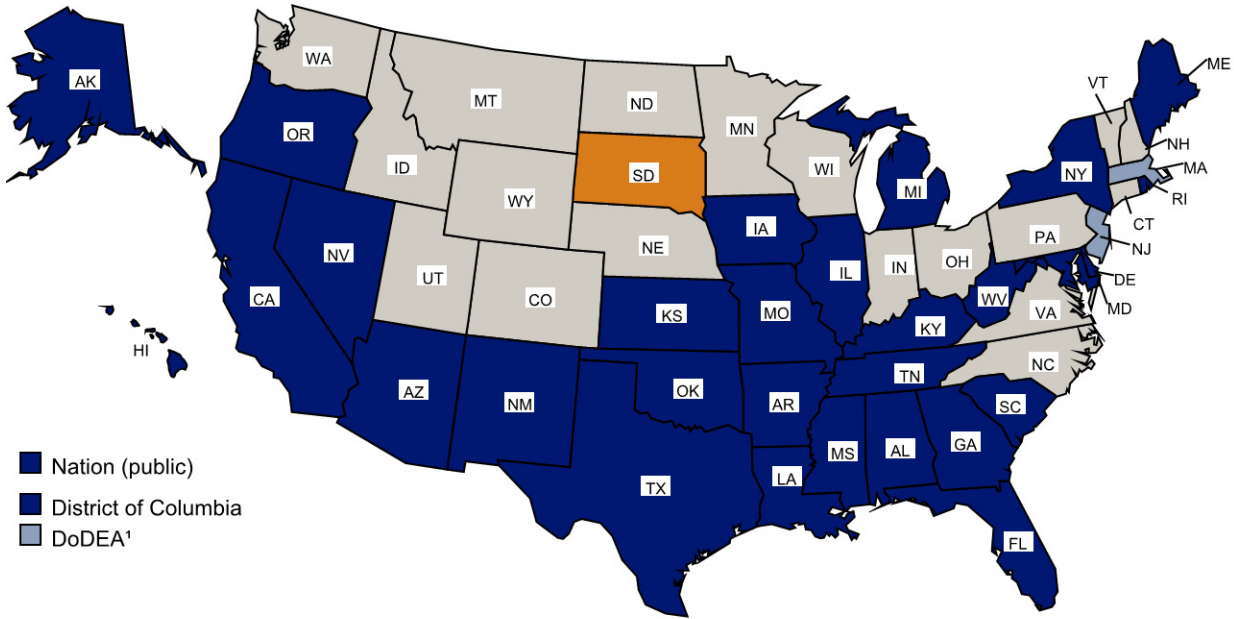 AK
WA
OR
MT
ID
WY
ND
SD
MN
WI
MI
NE
IA
NV
UT
CO
CA
KS
MO
IL
IN
OH
PA
NY
VT
ME
NH
MA
RI
CT
NJ
DE
MD
WV
VA
KY
NC
TN
SC
AZ
NM
OK
AR
MS
AL
GA
TX
LA
FL
HI
Nation (public)
District of Columbia
DoDEA¹